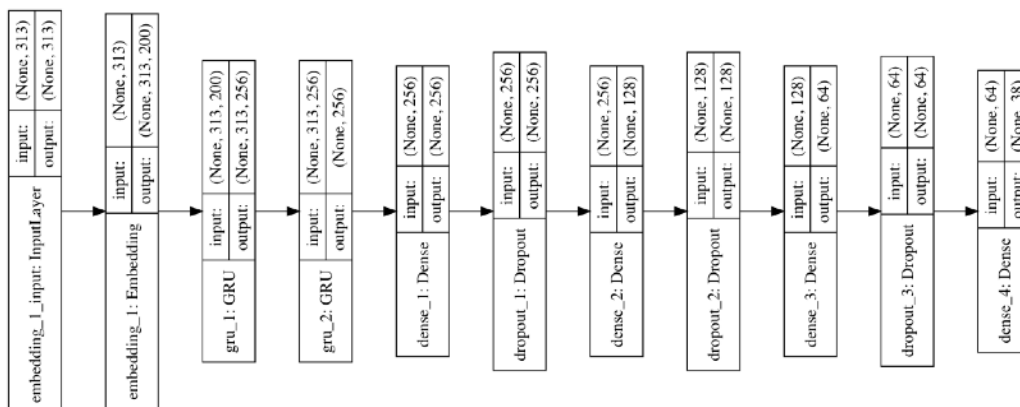 embedding_1_input: InputLayer
input: (None, 313)
output: (None, 313)
embedding_1: Embedding
input: (None, 313)
output: (None, 313, 200)
gru_1: GRU
input: (None, 313, 200)
output: (None, 313, 256)
gru_2: GRU
input: (None, 313, 256)
output: (None, 256)
dense_1: Dense
input: (None, 256)
output: (None, 256)
dropout_1: Dropout
input: (None, 256)
output: (None, 256)
dense_2: Dense
input: (None, 256)
output: (None, 128)
dropout_2: Dropout
input: (None, 128)
output: (None, 128)
dense_3: Dense
input: (None, 128)
output: (None, 64)
dropout_3: Dropout
input: (None, 64)
output: (None, 64)
dense_4: Dense
input: (None, 64)
output: (None, 38)